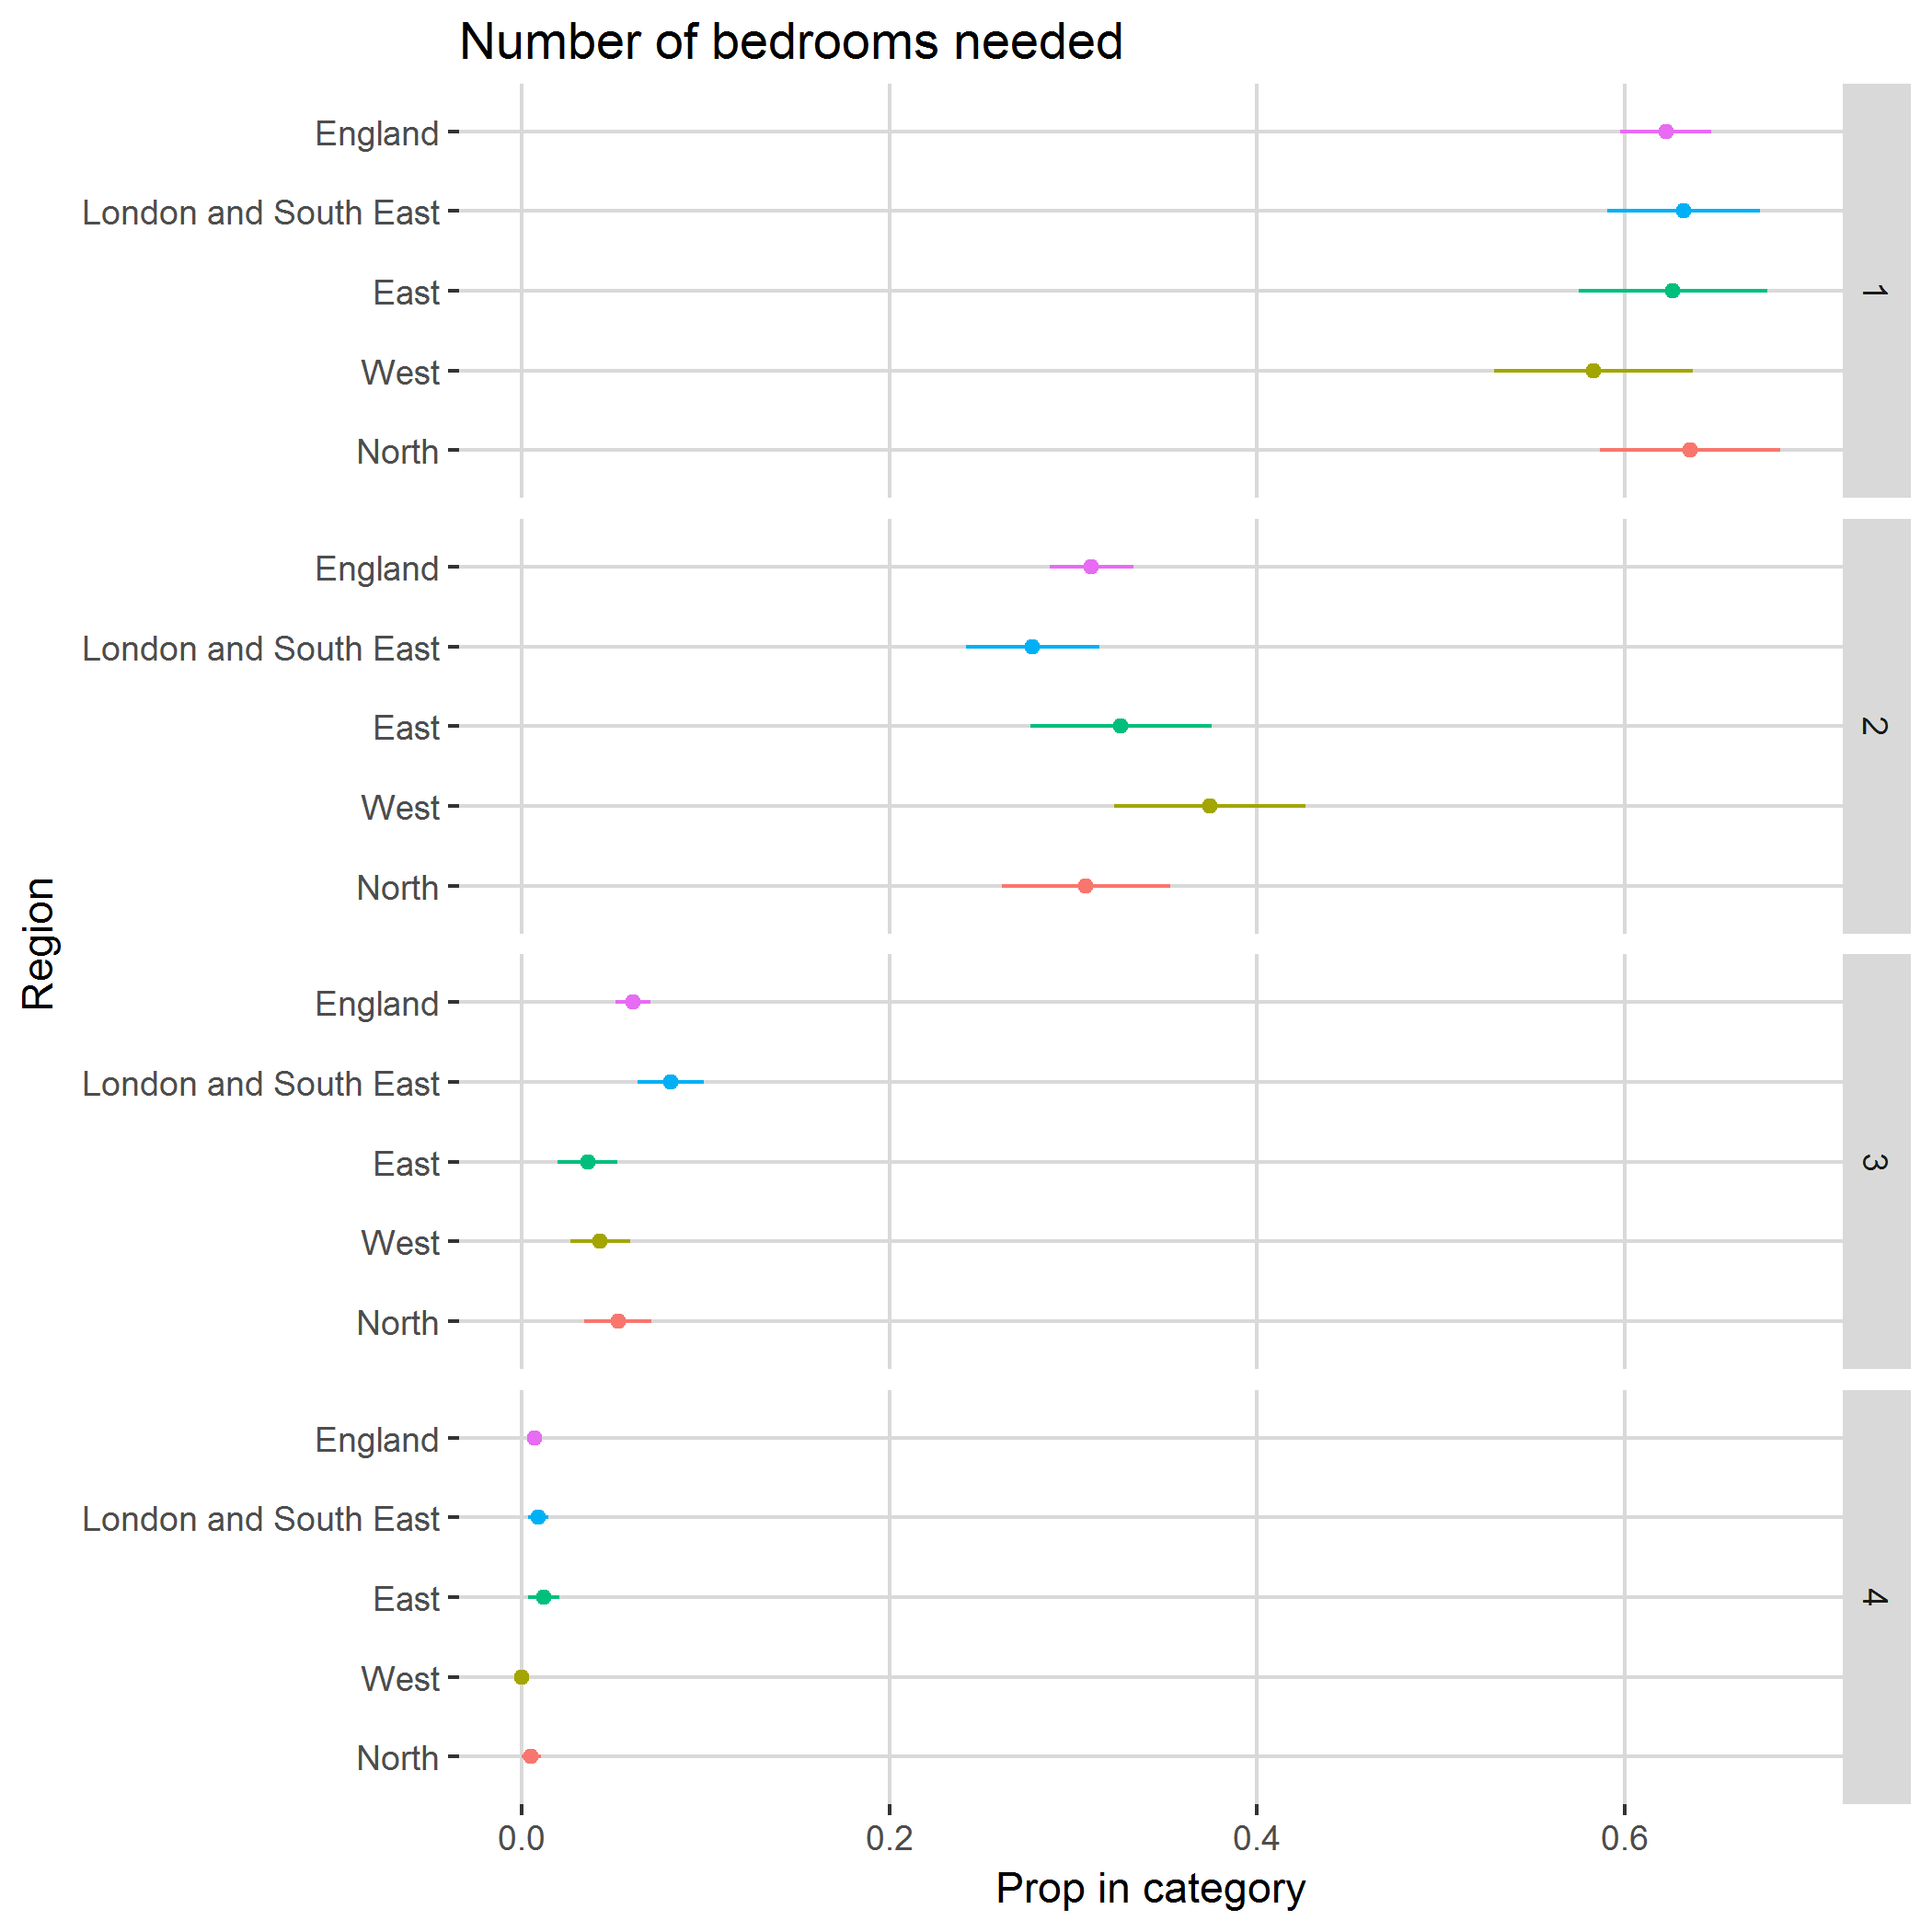 Number of bedrooms needed
England
London and South East
East
West
North
1
England
London and South East
East
West
North
2
Region
England
London and South East
East
West
North
3
England
London and South East
East
West
North
4
0.0 0.2 0.4 0.6
Prop in category